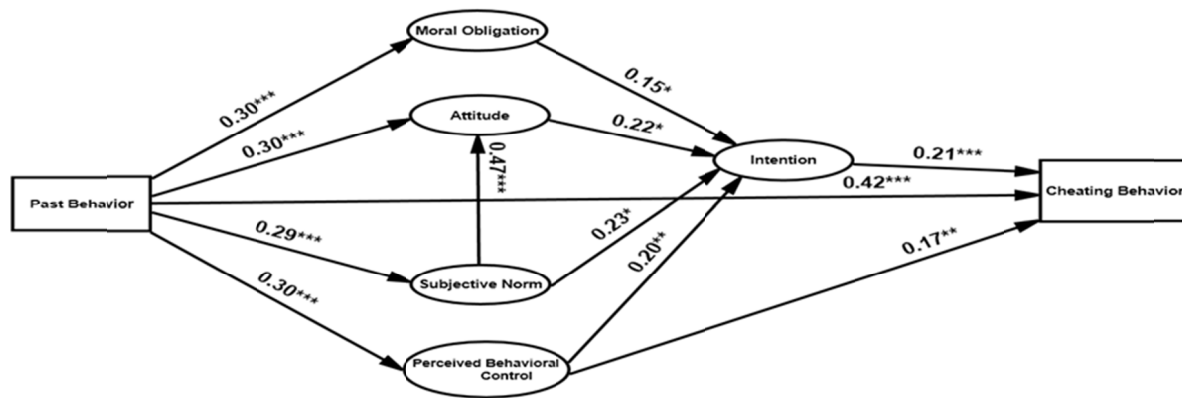 Moral Obligation
0.15*
0.30***
Attitude
0.22*
0.30***
Intention
0.21***
0.47***
0.42***
Past Behavior
Cheating Behavior
0.23*
0.29***
0.20**
0.17**
Subjective Norm
0.30***
Perceived Behavioral
Control